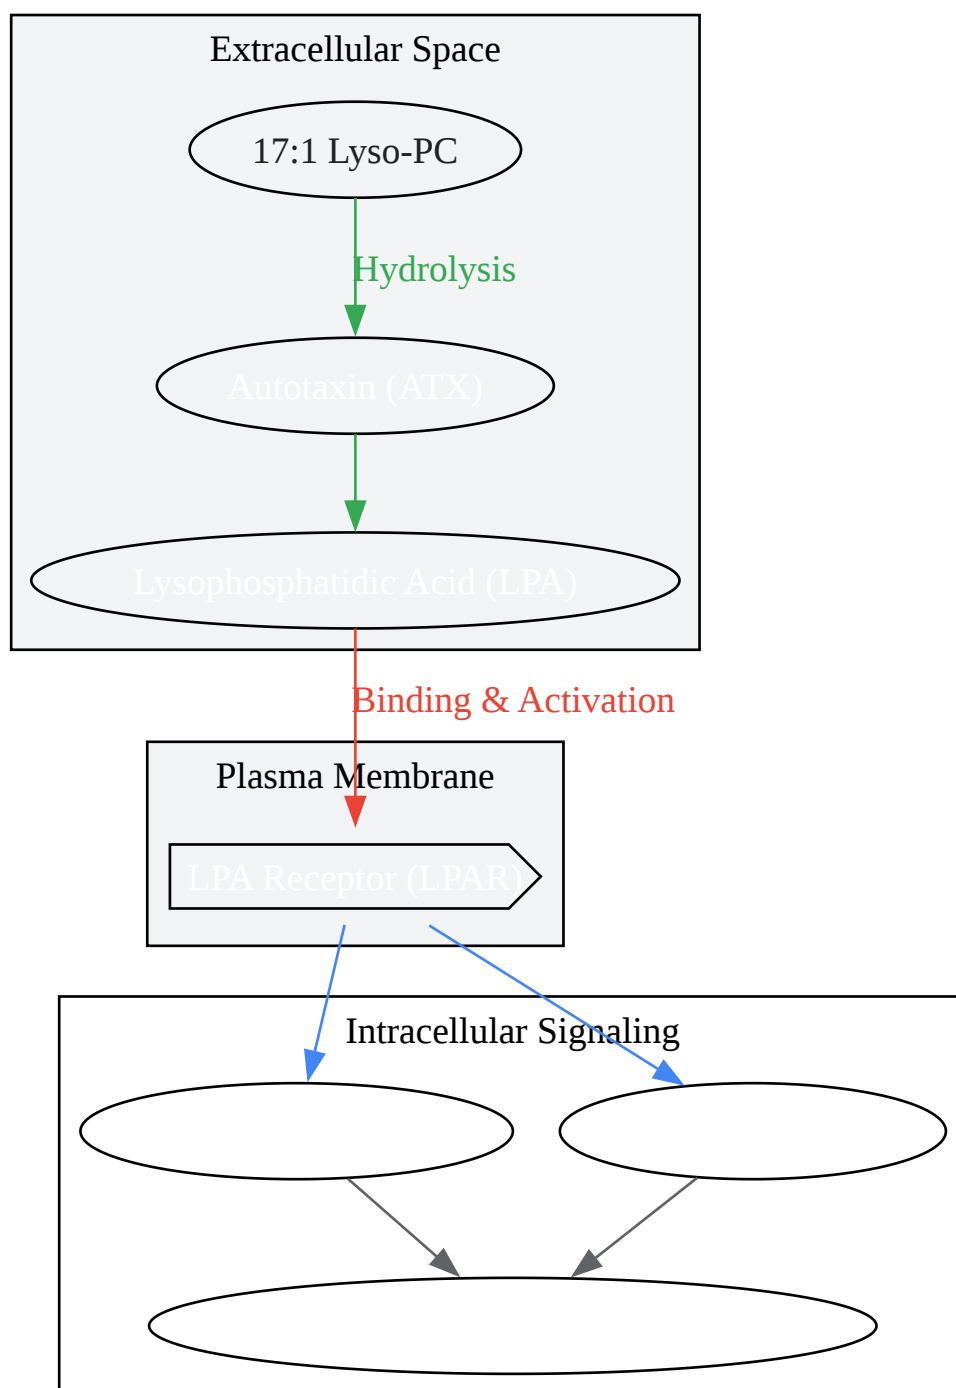 Extracellular Space
17:1 Lyso-PC
Hydrolysis
Autotaxin (ATX)
Lysophosphatidic Acid (LPA)
Binding & Activation
Plasma Membrane
LPA Receptor (LPAR)
Intracellular Signaling